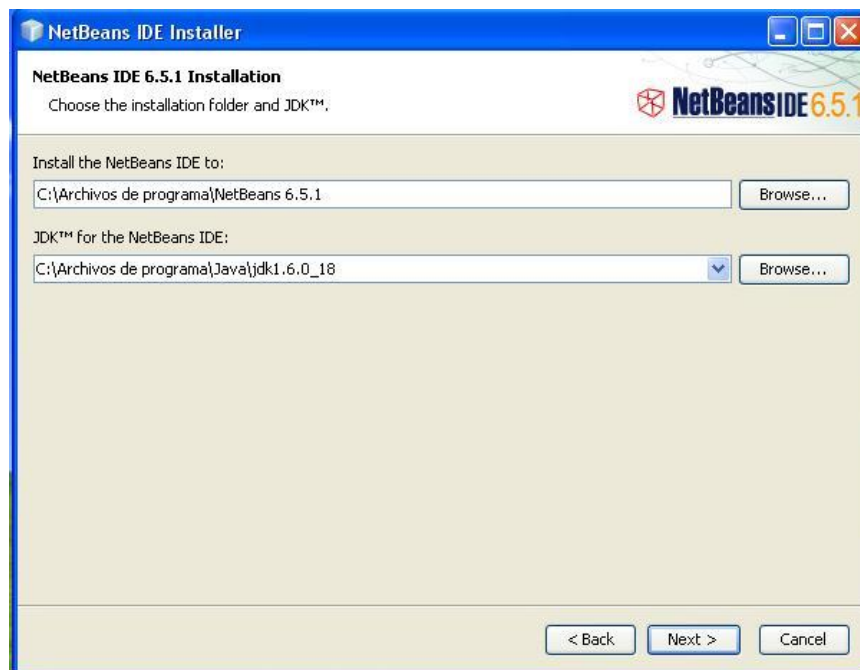 NetBeans IDE Installer
NetBeans IDE 6.5.1 Installation
Choose the installation folder and JDK™.
NetBeans IDE 6.5.1
Install the NetBeans IDE to:
C:\Archivos de programa\NetBeans 6.5.1
Browse...
JDK™ for the NetBeans IDE:
C:\Archivos de programa\Java\jdk1.6.0_18
Browse...
< Back
Next >
Cancel